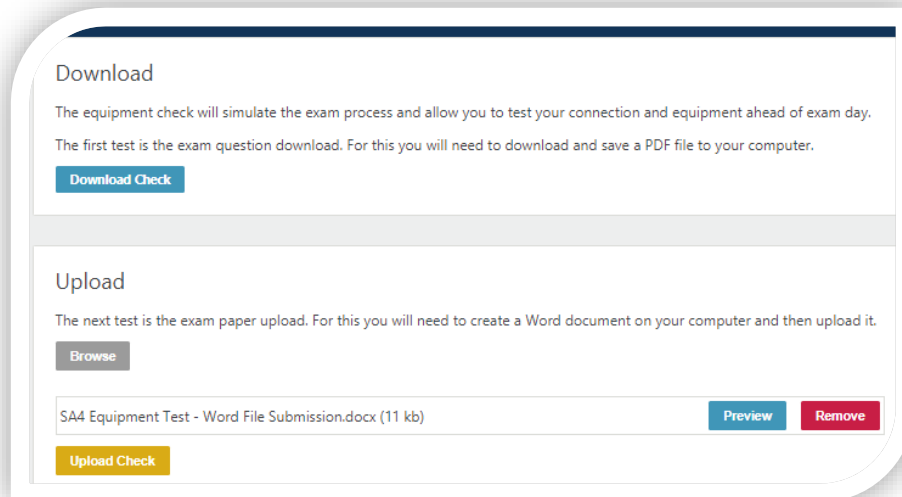 Download
The equipment check will simulate the exam process and allow you to test your connection and equipment ahead of exam day.
The first test is the exam question download. For this you will need to download and save a PDF file to your computer.
Download Check
Upload
The next test is the exam paper upload. For this you will need to create a Word document on your computer and then upload it.
Browse
SA4 Equipment Test - Word File Submission.docx (11 kb) Preview Remove
Upload Check